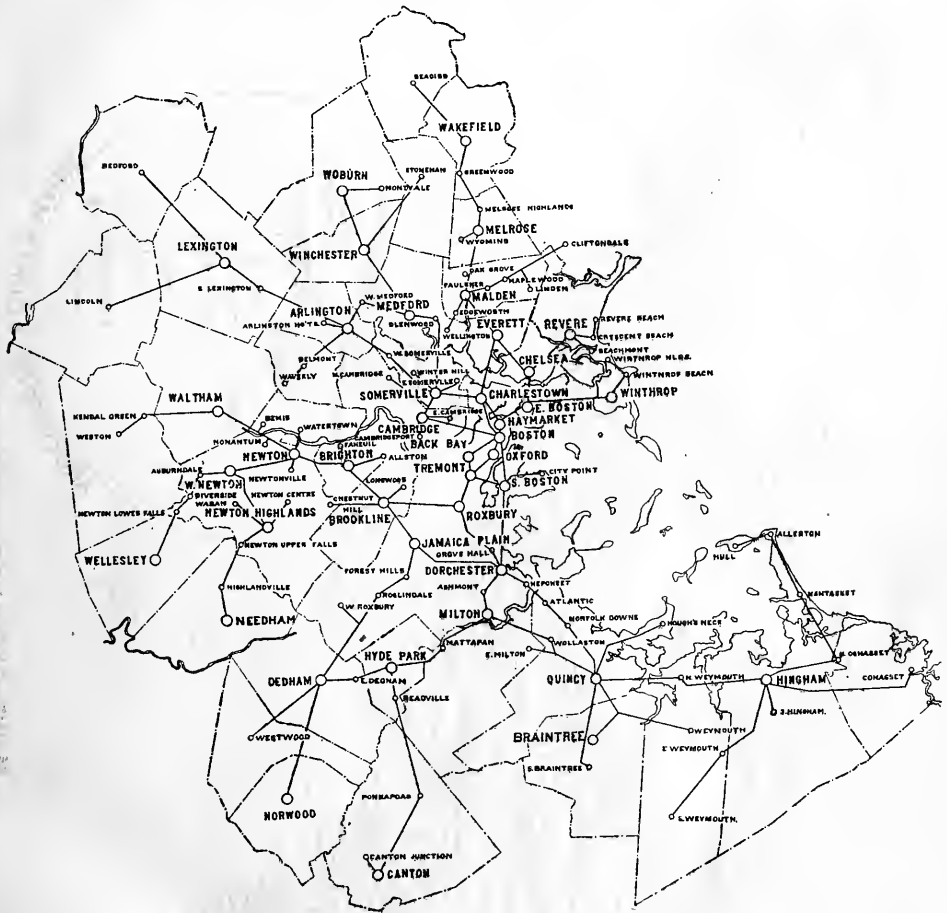 READING
WAKEFIELD
BEDFORD
STONEHAM
GREENWOOD
WOBURN
MONTVALE
MELROSE HIGHLANDS
MELROSE
WYOMING
LEXINGTON
WINCHESTER
CLIFTONDALE
OAK GROVE
FAULKNER
MAPLEWOOD
LINDEN
LINCOLN
E. LEXINGTON
W. MEDFORD
MEDFORD
MALDEN
ARLINGTON
ARLINGTON HG'TS.
GLENWOOD
EDGEWORTH
EVERETT
REVERE
REVERE BEACH
WELLINGTON
CRESCENT BEACH
BEACHMONT
WINTHROP HLDS.
BELMONT
W. SOMERVILLE
CHELSEA
WAVERLY
N. CAMBRIDGE
WINTER HILL
E. SOMERVILLE
WINTHROP BEACH
WALTHAM
SOMERVILLE
CHARLESTOWN
WINTHROP
KENDAL GREEN
E. CAMBRIDGE
E. BOSTON
BEMIS
WATERTOWN
CAMBRIDGE
HAYMARKET
WESTON
CAMBRIDGEPORT
BOSTON
NONANTUM
FANEUIL
BACK BAY
NEWTON
BRIGHTON
ALLSTON
OXFORD
AUBURNDALE
TREMONT
CITY POINT
W. NEWTON
NEWTONVILLE
LONGWOOD
S. BOSTON
RIVERSIDE
WABAN
NEWTON CENTRE
CHESTNUT
HILL
NEWTON LOWER FALLS
NEWTON HIGHLANDS
BROOKLINE
ROXBURY
WELLESLEY
NEWTON UPPER FALLS
JAMAICA PLAIN
GROVE HALL
ALLERTON
HULL
FOREST HILLS
DORCHESTER
HIGHLANDVILLE
ASHMONT
NEPONSET
ROSLINDALE
NANTASKET
W. ROXBURY
ATLANTIC
NEEDHAM
MILTON
NORFOLK DOWNS
HOUGH'S NECK
MATTAPAN
WOLLASTON
E. MILTON
HYDE PARK
N. COHASSET
COHASSET
DEDHAM
E. DEDHAM
QUINCY
N. WEYMOUTH
HINGHAM
READVILLE
S. HINGHAM.
WESTWOOD
BRAINTREE
WEYMOUTH
E. WEYMOUTH
S. BRAINTREE
NORWOOD
PONKAPOAG
S. WEYMOUTH.
CANTON JUNCTION
CANTON